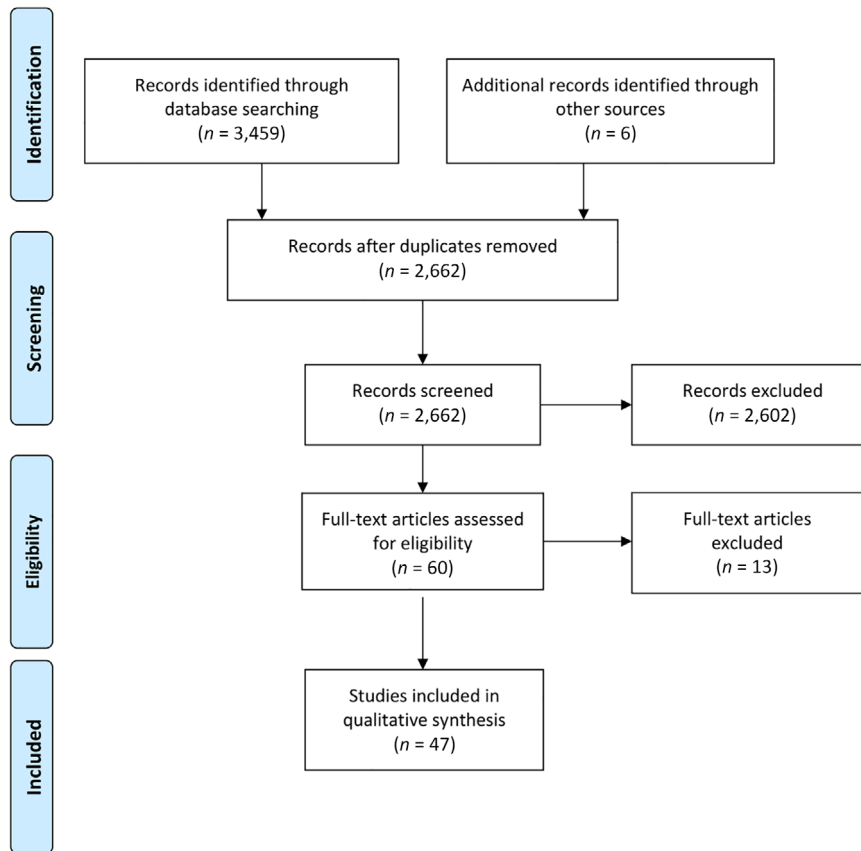 Identification
Records identified through
database searching
(n = 3,459)
Additional records identified through
other sources
(n = 6)
Screening
Records after duplicates removed
(n = 2,662)
Records screened
(n = 2,662)
Records excluded
(n = 2,602)
Eligibility
Full-text articles assessed
for eligibility
(n = 60)
Full-text articles
excluded
(n = 13)
Included
Studies included in
qualitative synthesis
(n = 47)